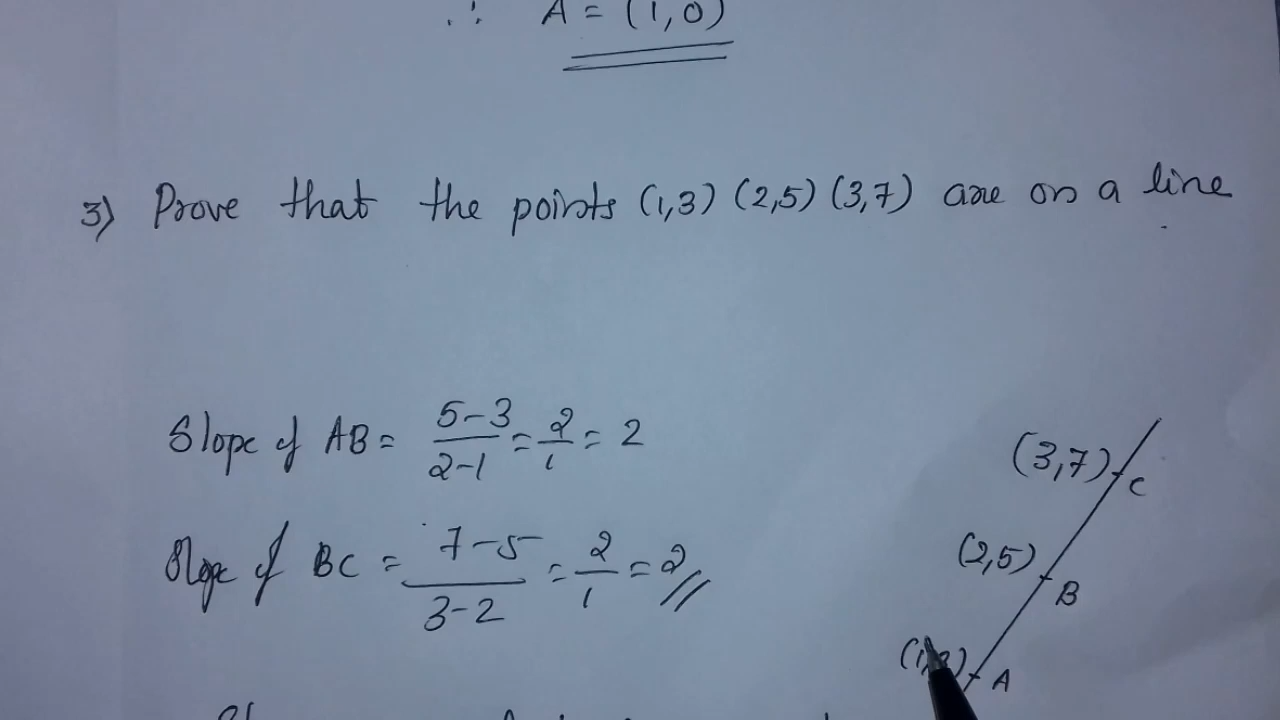 ∴ A = (1,0)
3) Prove that the points (1,3) (2,5) (3,7) are on a line
Slope of AB = 5-3/2-1 = 2/1 = 2
Slope of BC = 7-5/3-2 = 2/1 = 2
(3,7) C
(2,5) B
A